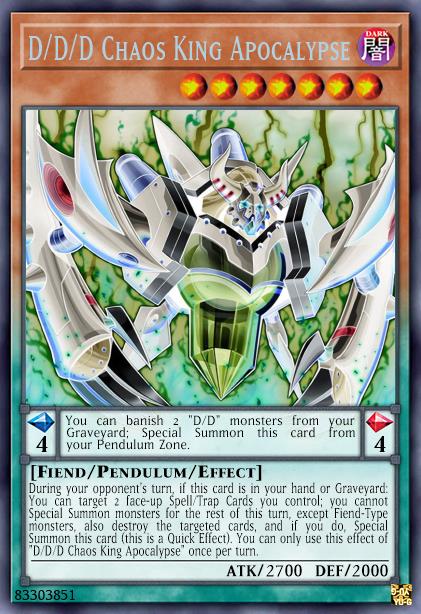 D/D/D Chaos King Apocalypse
DARK
闇
You can banish 2 "D/D" monsters from your
Graveyard; Special Summon this card from
your Pendulum Zone.
4
4
[Fiend/Pendulum/Effect]
During your opponent's turn, if this card is in your hand or Graveyard:
You can target 2 face-up Spell/Trap Cards you control; you cannot
Special Summon monsters for the rest of this turn, except Fiend-Type
monsters, also destroy the targeted cards, and if you do, Special
Summon this card (this is a Quick Effect). You can only use this effect of
"D/D/D Chaos King Apocalypse" once per turn.
ATK/2700 DEF/2000
83303851